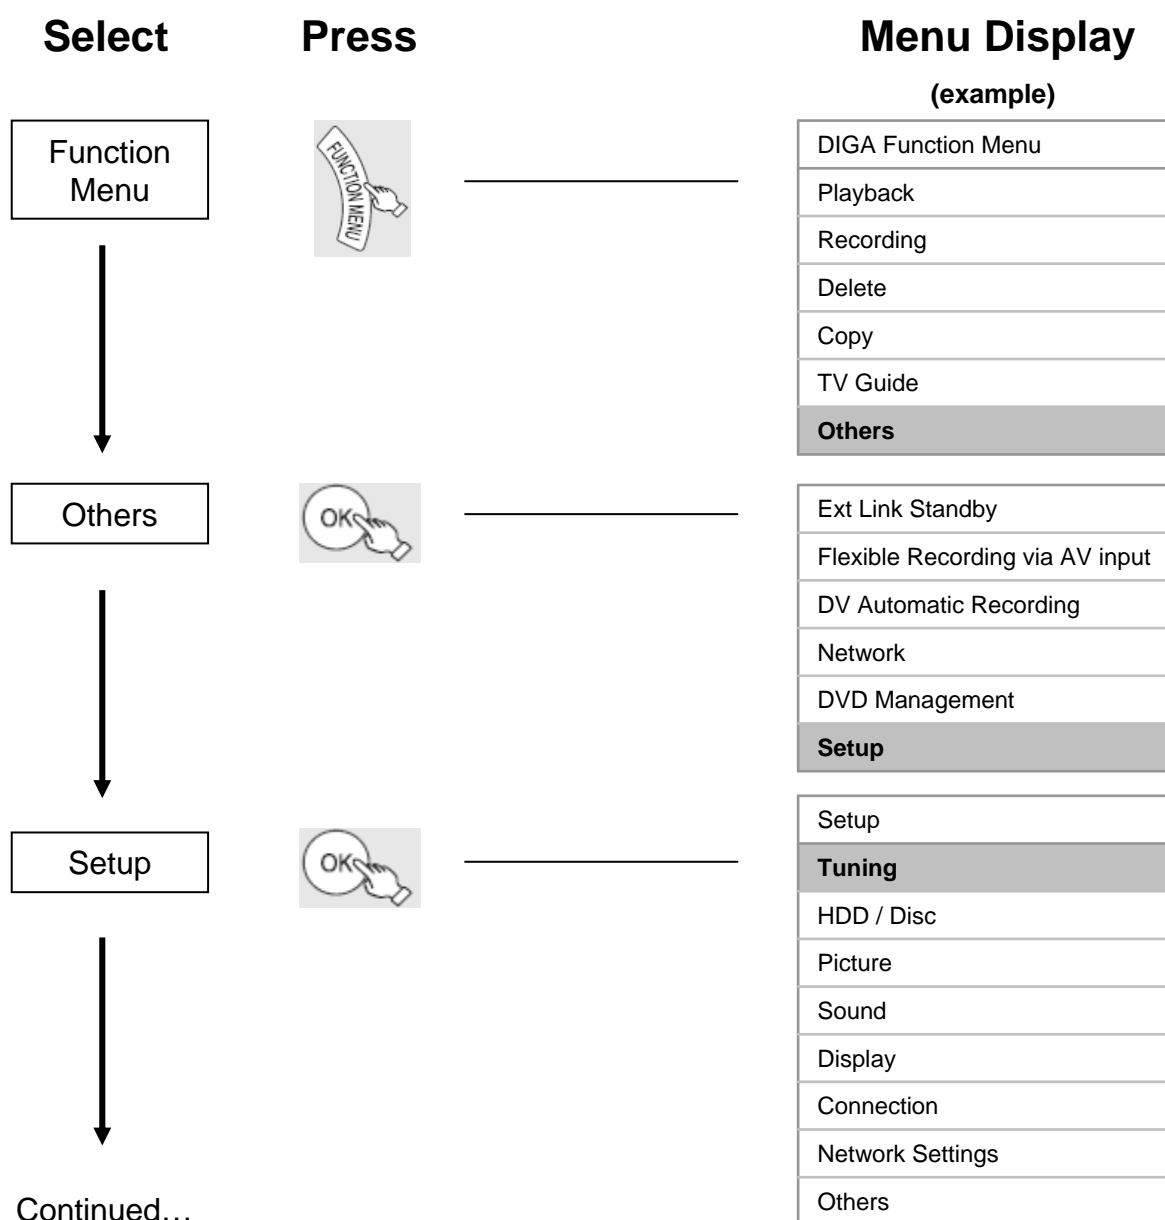 Select Press Menu Display
(example)
Function
Menu
FUNCTION MENU
DIGA Function Menu
Playback
Recording
Delete
Copy
TV Guide
Others
Others
OK
Ext Link Standby
Flexible Recording via AV input
DV Automatic Recording
Network
DVD Management
Setup
Setup
OK
Setup
Tuning
HDD / Disc
Picture
Sound
Display
Connection
Network Settings
Others
Continued…